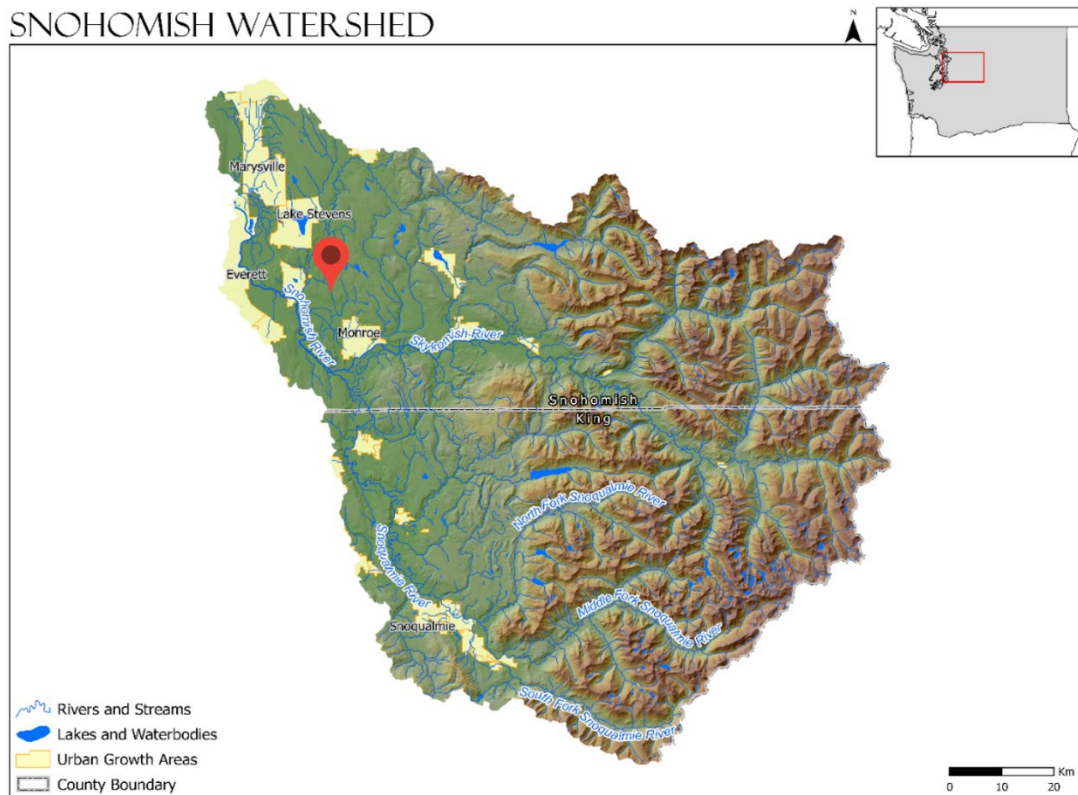 SNOHOMISH WATERSHED
N
Marysville
Lake Stevens
Everett
Snohomish River
Monroe
Skykomish River
Snohomish
King
North Fork Snoqualmie River
Snoqualmie River
Middle Fork Snoqualmie River
Snoqualmie
South Fork Snoqualmie River
Rivers and Streams
Lakes and Waterbodies
Urban Growth Areas
County Boundary
Km
0 10 20